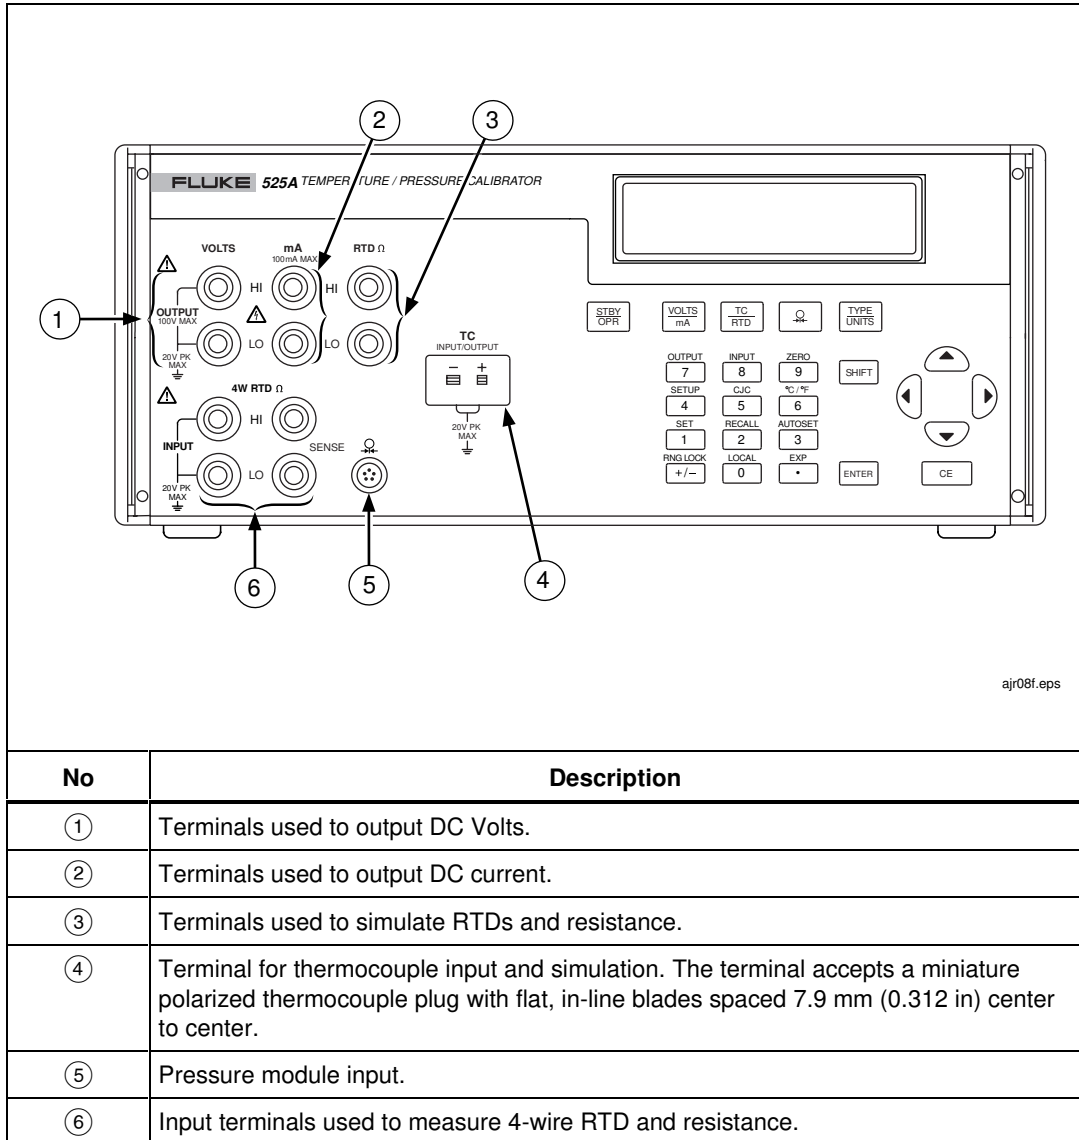 2
3
FLUKE 525A TEMPERATURE / PRESSURE CALIBRATOR
VOLTS
mA
100mA MAX
RTD Ω
HI
HI
1
OUTPUT
100V MAX
LO
LO
20V PK
MAX
4W RTD Ω
HI
INPUT
SENSE
LO
20V PK
MAX
TC
INPUT/OUTPUT
– +
20V PK
MAX
STBY
OPR
VOLTS
mA
TC
RTD
TYPE
UNITS
OUTPUT INPUT ZERO
7 8 9 SHIFT
SETUP CJC °C / °F
4 5 6
SET RECALL AUTOSET
1 2 3
RNG LOCK LOCAL EXP
+/– 0 • ENTER CE
6
5
4
ajr08f.eps
No Description
1 Terminals used to output DC Volts.
2 Terminals used to output DC current.
3 Terminals used to simulate RTDs and resistance.
4 Terminal for thermocouple input and simulation. The terminal accepts a miniature
polarized thermocouple plug with flat, in-line blades spaced 7.9 mm (0.312 in) center
to center.
5 Pressure module input.
6 Input terminals used to measure 4-wire RTD and resistance.